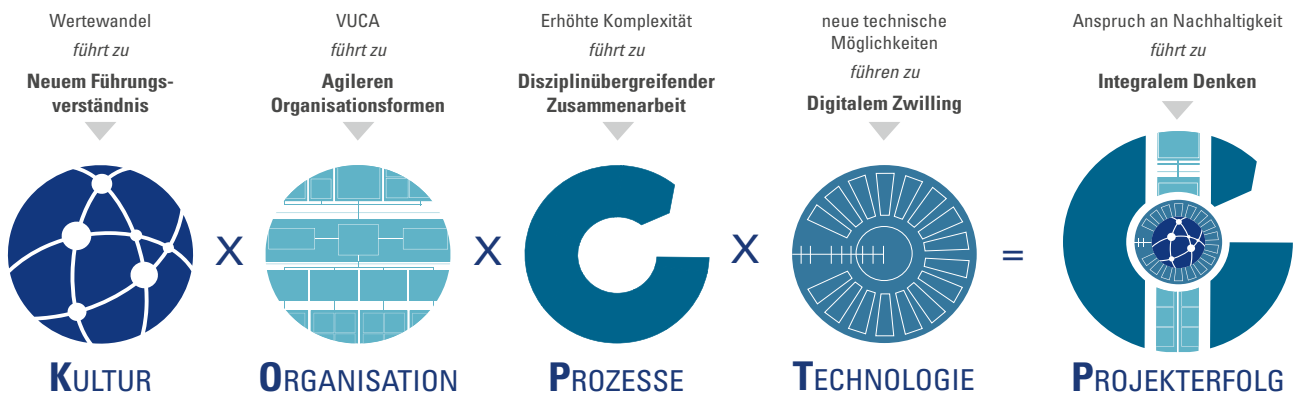 Wertewandel
führt zu
Neuem Führungs-
verständnis
VUCA
führt zu
Agileren
Organisationsformen
Erhöhte Komplexität
führt zu
Disziplinübergreifender
Zusammenarbeit
neue technische
Möglichkeiten
führen zu
Digitalem Zwilling
Anspruch an Nachhaltigkeit
führt zu
Integralem Denken
X
X
X
=
KULTUR
ORGANISATION
PROZESSE
TECHNOLOGIE
PROJEKTERFOLG